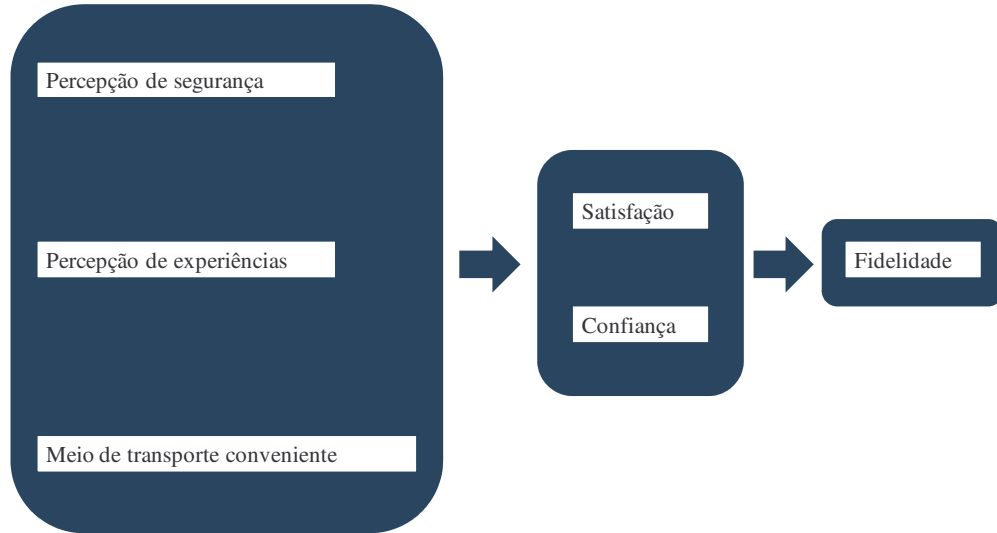 Percepção de segurança
Percepção de experiências
Meio de transporte conveniente
Satisfação
Confiança
Fidelidade